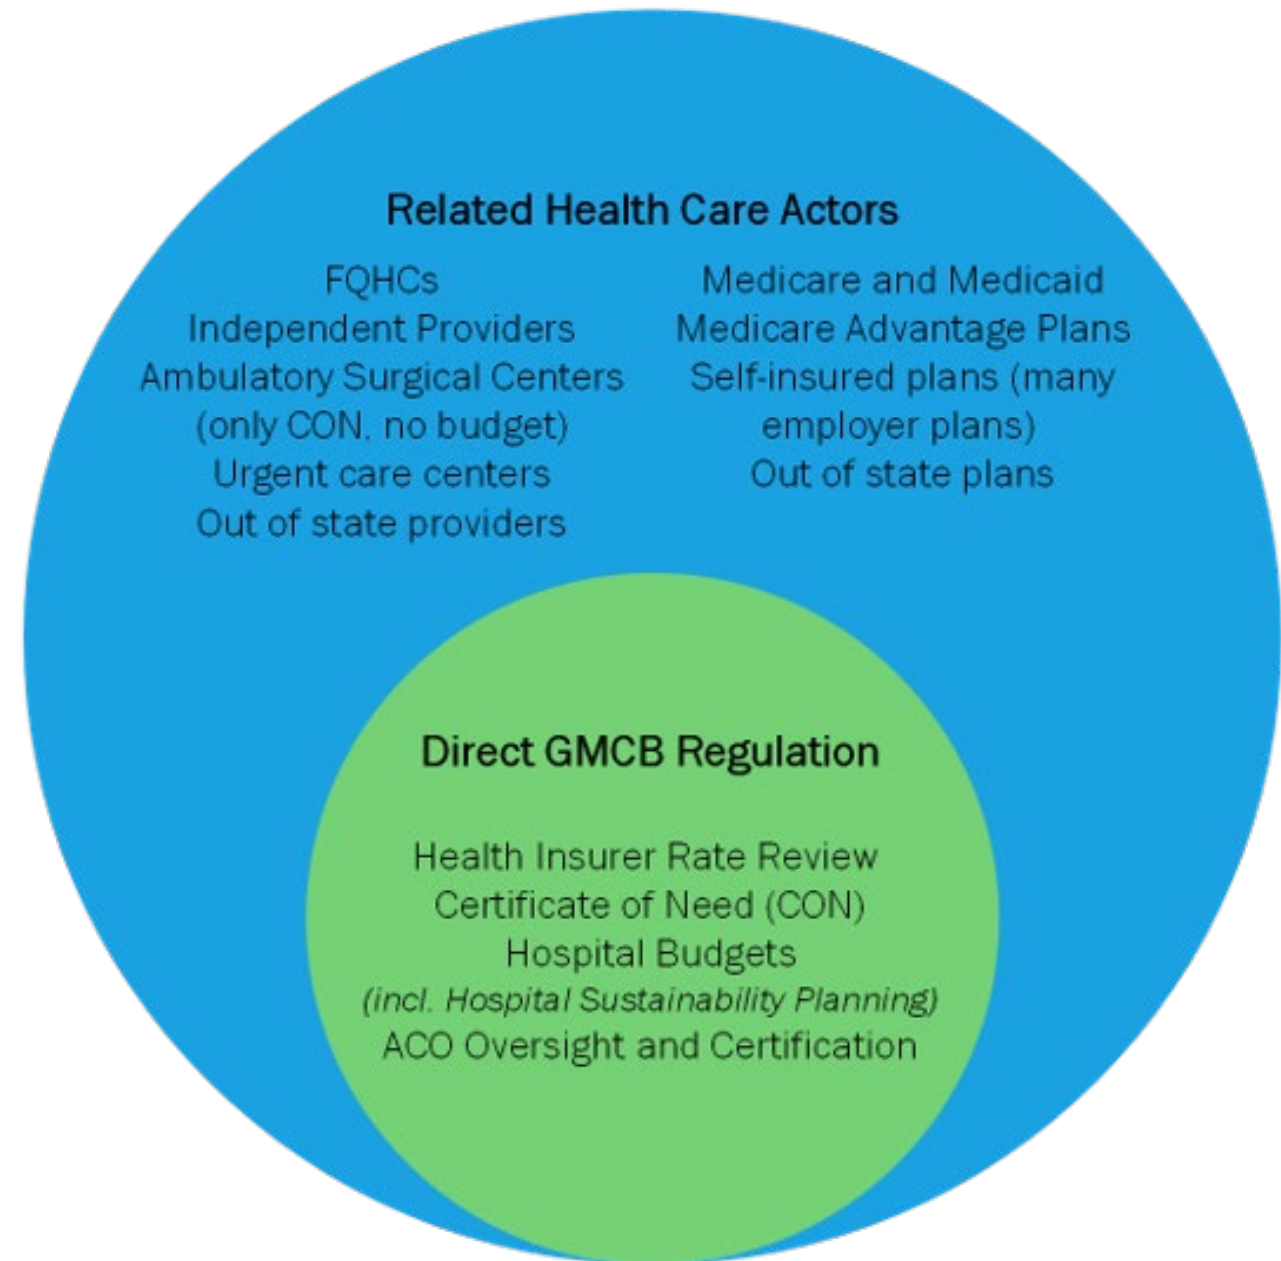 Related Health Care Actors
FQHCs
Independent Providers
Ambulatory Surgical Centers
(only CON, no budget)
Urgent care centers
Out of state providers
Medicare and Medicaid
Medicare Advantage Plans
Self-insured plans (many
employer plans)
Out of state plans
Direct GMCB Regulation
Health Insurer Rate Review
Certificate of Need (CON)
Hospital Budgets
(incl. Hospital Sustainability Planning)
ACO Oversight and Certification